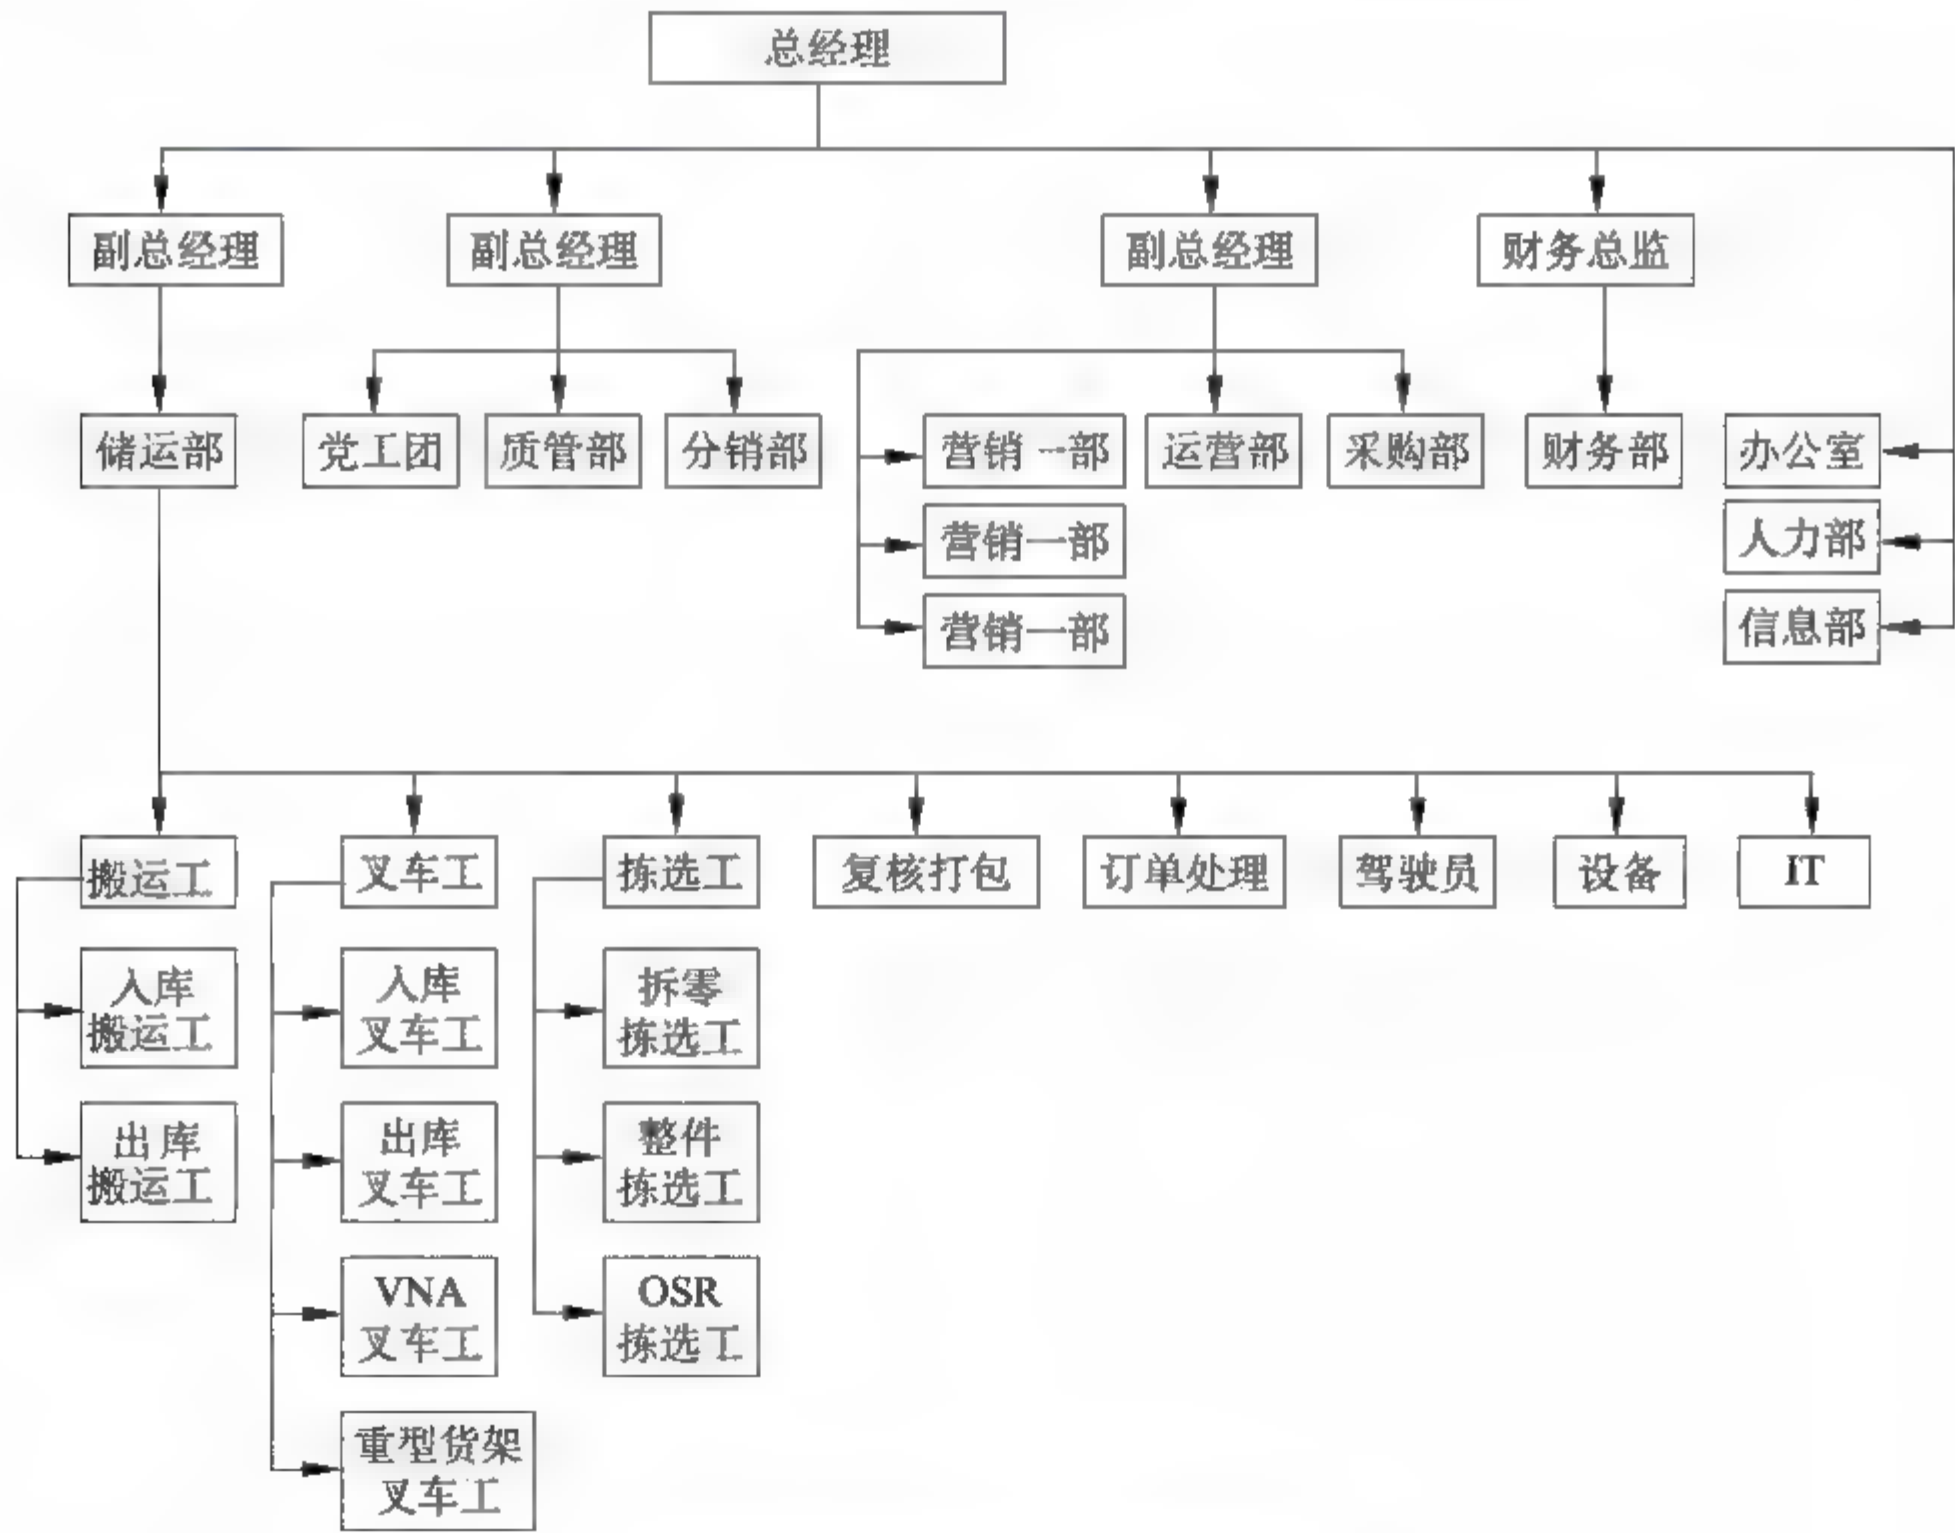 总经理
副总经理
副总经理
副总经理
财务总监
储运部
党工团
质管部
分销部
营销一部
运营部
采购部
财务部
办公室
营销一部
人力部
营销一部
信息部
搬运工
叉车工
拣选工
复核打包
订单处理
驾驶员
设备
IT
入库
搬运工
入库
叉车工
拆零
拣选工
出库
搬运工
出库
叉车工
整件
拣选工
VNA
叉车工
OSR
拣选工
重型货架
叉车工